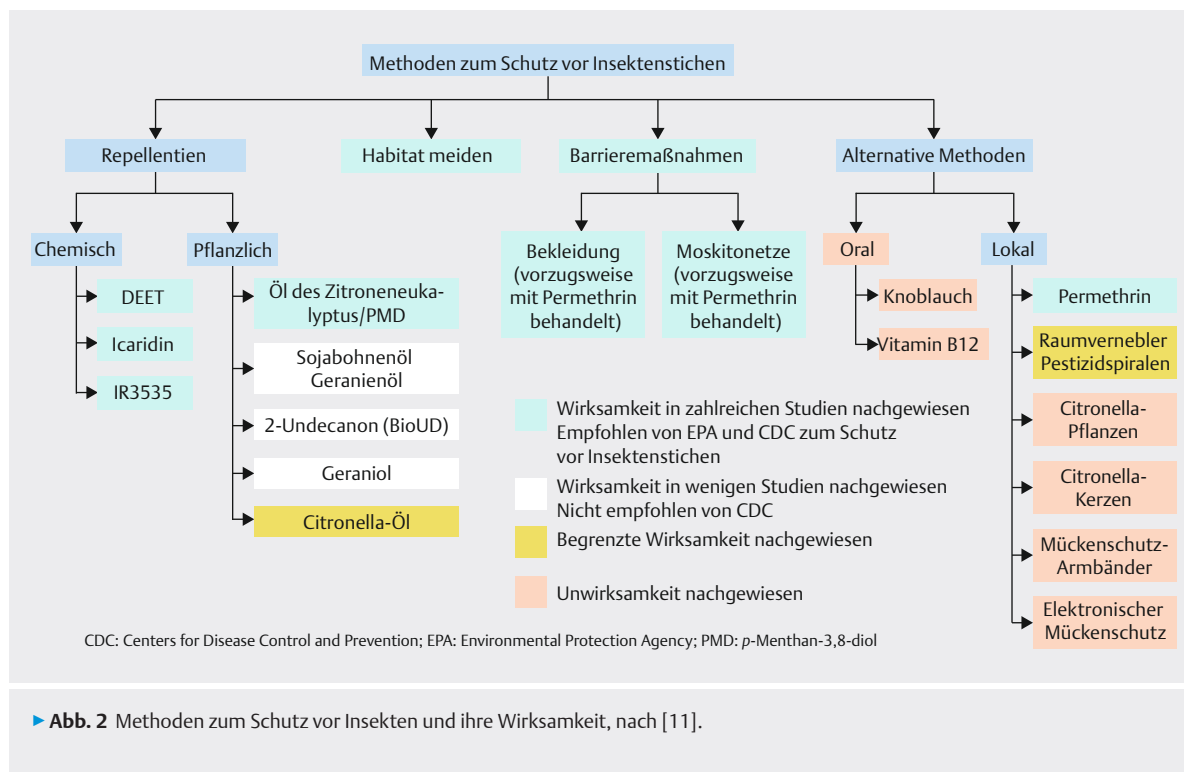 Methoden zum Schutz vor Insektenstichen
Repellentien
Habitat meiden
Barrieremaßnahmen
Alternative Methoden
Chemisch
DEET
Icaridin
IR3535
Pflanzlich
Öl des Zitroneneuka-
lyptus/PMD
Sojabohnenöl
Geranienöl
2-Undecanon (BioUD)
Geraniol
Citronella-Öl
Bekleidung
(vorzugsweise
mit Permethrin
behandelt)
Moskitonetze
(vorzugsweise
mit Permethrin
behandelt)
Oral
Knoblauch
Vitamin B12
Lokal
Permethrin
Raumvernebler
Pestizidspiralen
Citronella-
Pflanzen
Citronella-
Kerzen
Mückenschutz-
Armbänder
Elektronischer
Mückenschutz
Wirksamkeit in zahlreichen Studien nachgewiesen
Empfohlen von EPA und CDC zum Schutz
vor Insektenstichen
Wirksamkeit in wenigen Studien nachgewiesen
Nicht empfohlen von CDC
Begrenzte Wirksamkeit nachgewiesen
Unwirksamkeit nachgewiesen
CDC: Centers for Disease Control and Prevention; EPA: Environmental Protection Agency; PMD: p-Menthan-3,8-diol
▶ Abb. 2 Methoden zum Schutz vor Insekten und ihre Wirksamkeit, nach [11].